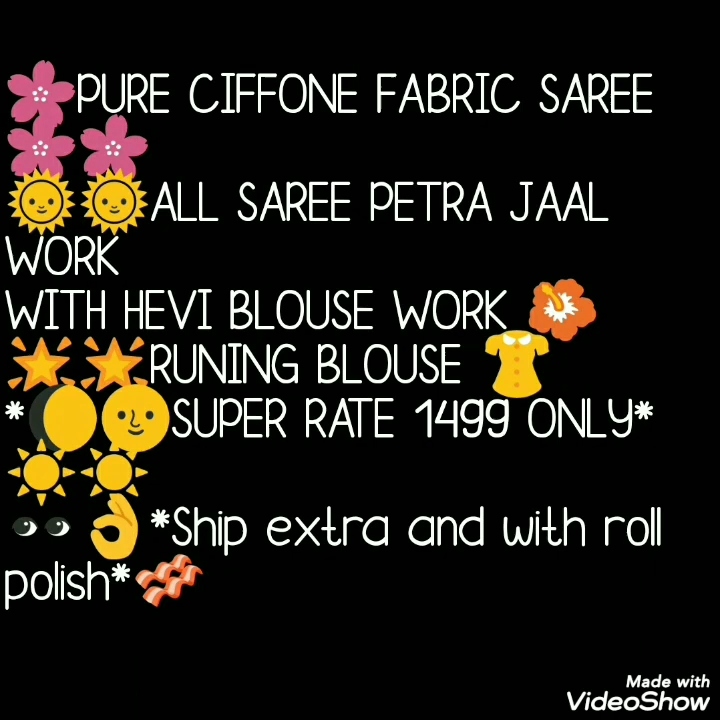 🌸PURE CIFFONE FABRIC SAREE
🌸🌸
🌞🌞ALL SAREE PETRA JAAL
WORK
WITH HEVI BLOUSE WORK 🌺
🌟🌟RUNING BLOUSE 👚
*🌔🌝SUPER RATE 1499 ONLY*
☀️☀️
👀 👌*Ship extra and with roll
polish*🥓
Made with
VideoShow